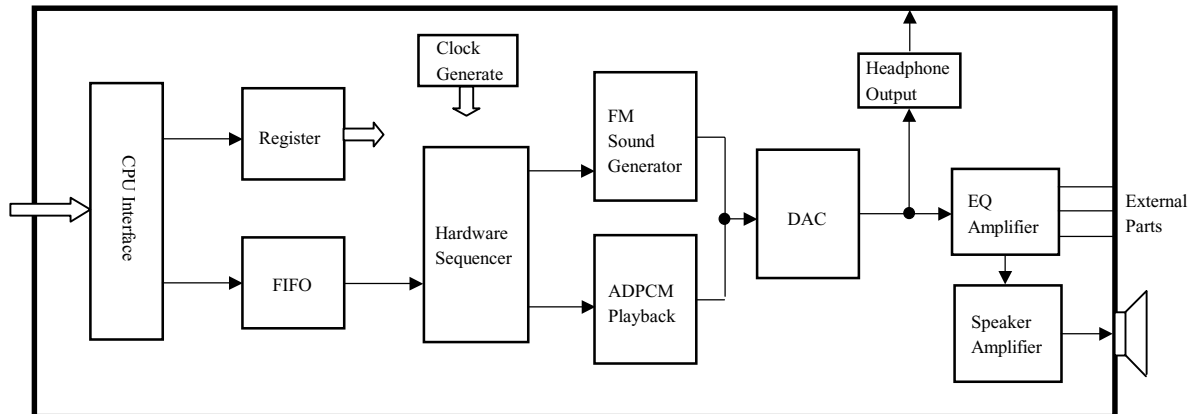 CPU Interface
Register
FIFO
Clock
Generate
Hardware
Sequencer
FM
Sound
Generator
ADPCM
Playback
DAC
Headphone
Output
EQ
Amplifier
External
Parts
Speaker
Amplifier